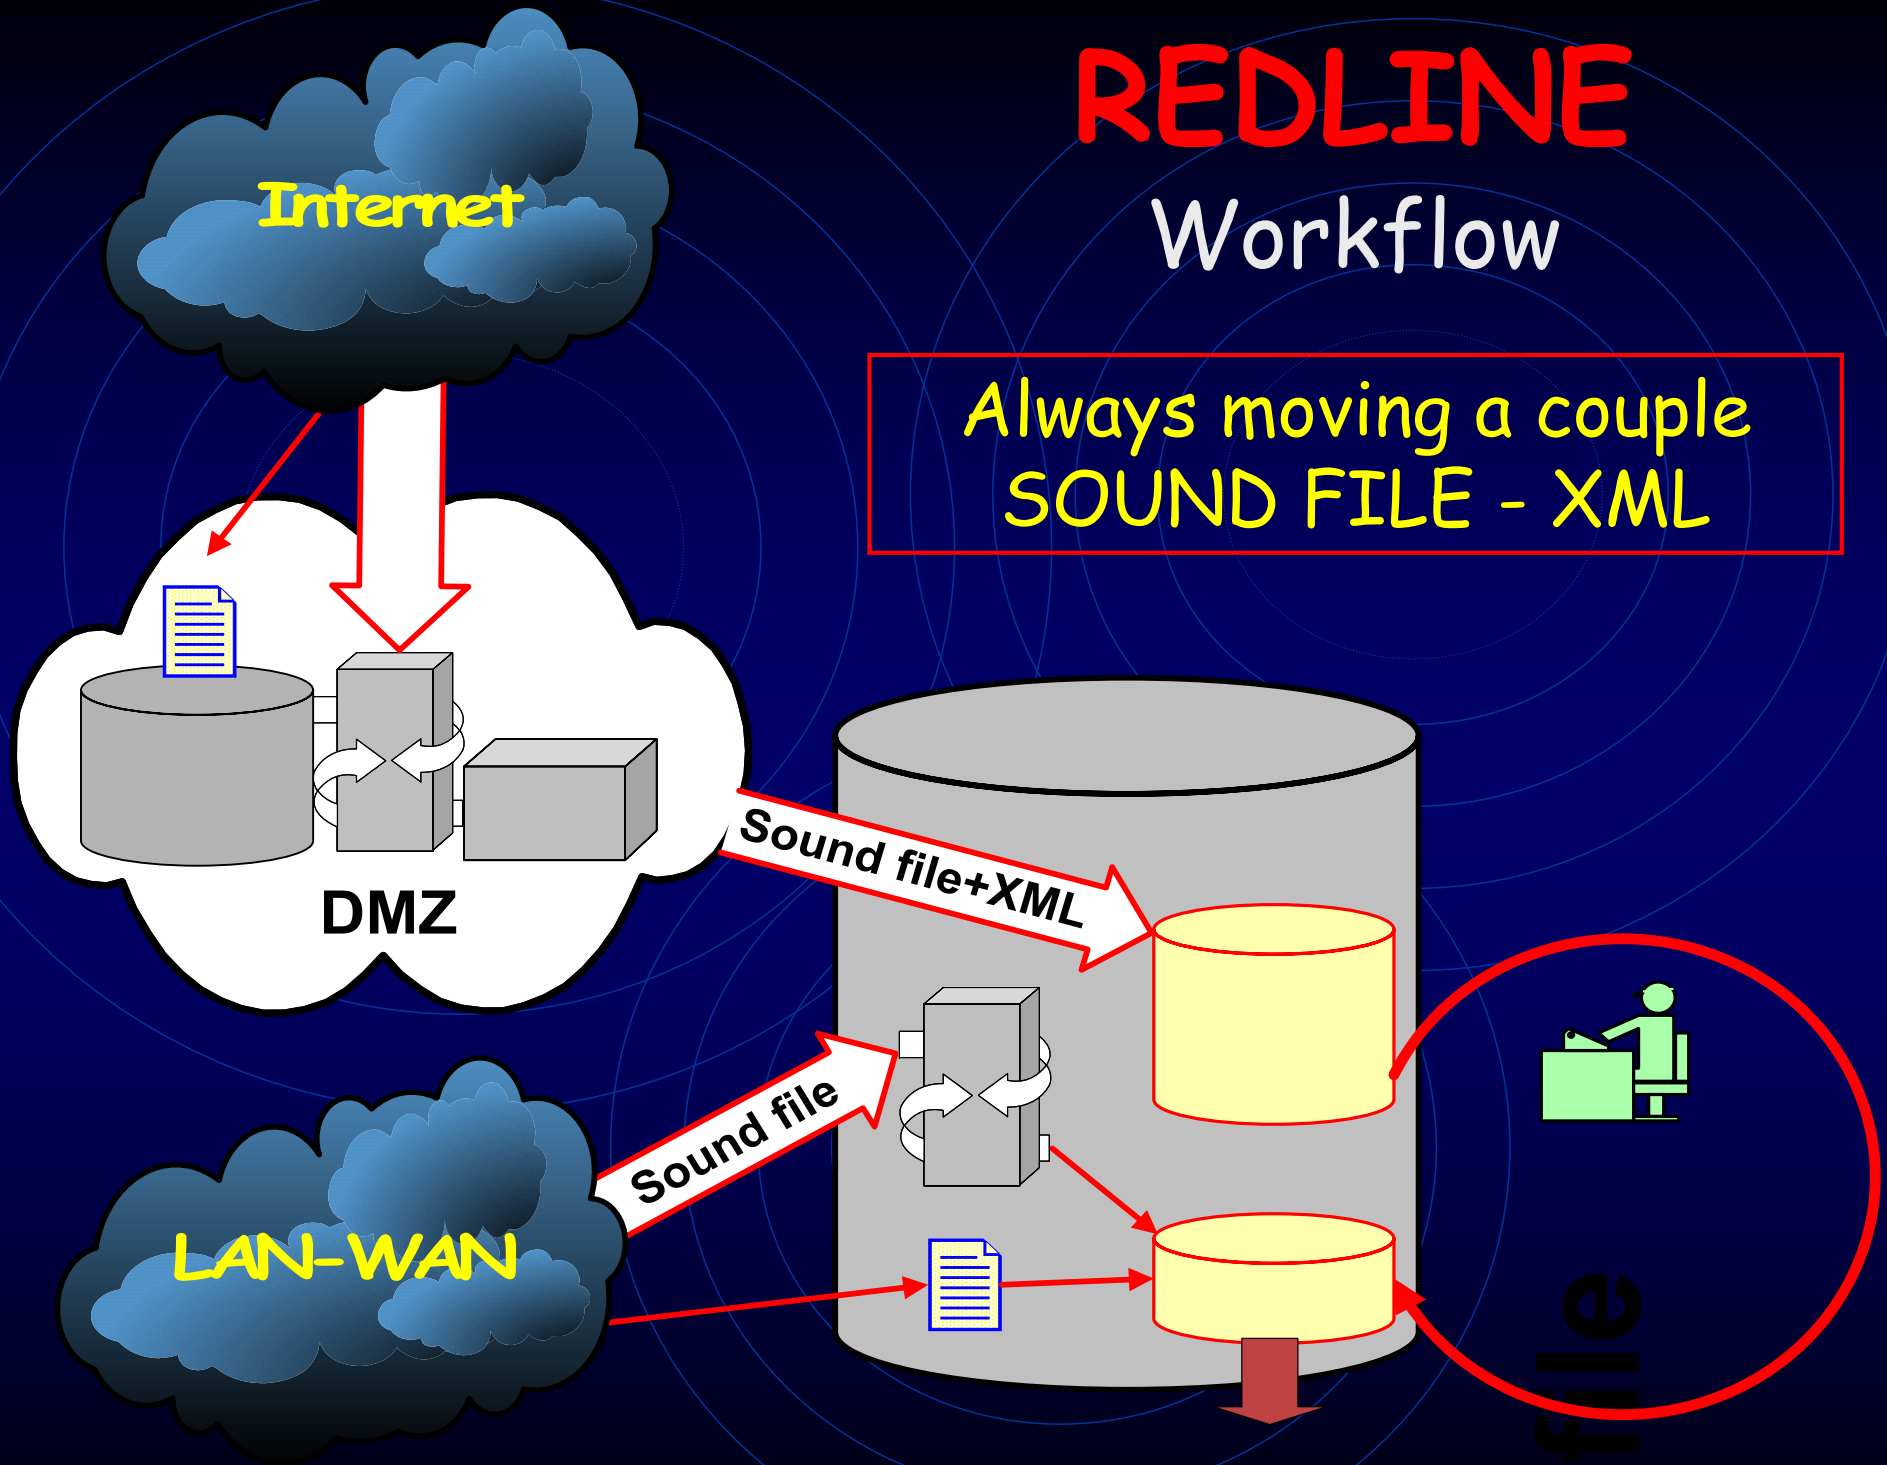 REDLINE
Workflow
Internet
Always moving a couple
SOUND FILE - XML
DMZ
Sound file+XML
Sound file
LAN-WAN
file